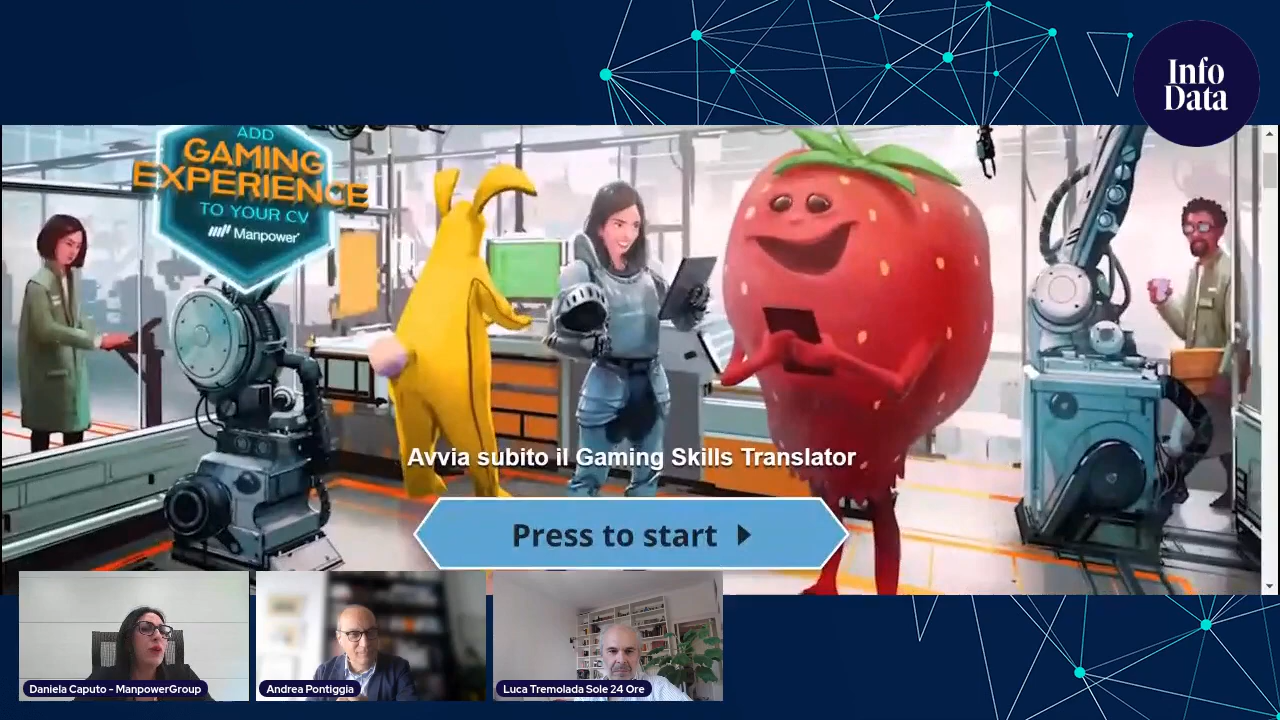 Info
Data
ADD
GAMING
EXPERIENCE
TO YOUR CV
Manpower
Avvia subito il Gaming Skills Translator
Press to start
Daniela Caputo - ManpowerGroup
Andrea Pontiggia
Luca Tremolada Sole 24 Ore